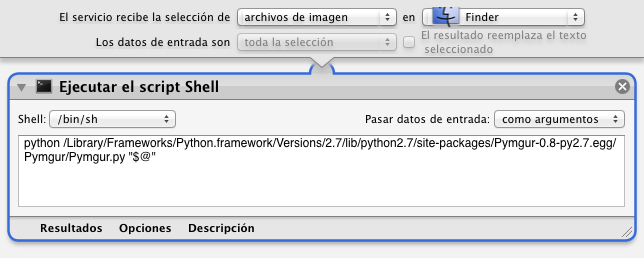 El servicio recibe la selección de archivos de imagen en Finder
Los datos de entrada son toda la selección El resultado reemplaza el texto
seleccionado
Ejecutar el script Shell
Shell: /bin/sh Pasar datos de entrada: como argumentos
python /Library/Frameworks/Python.framework/Versions/2.7/lib/python2.7/site-packages/Pymgur-0.8-py2.7.egg/
Pymgur/Pymgur.py "$@"
Resultados Opciones Descripción